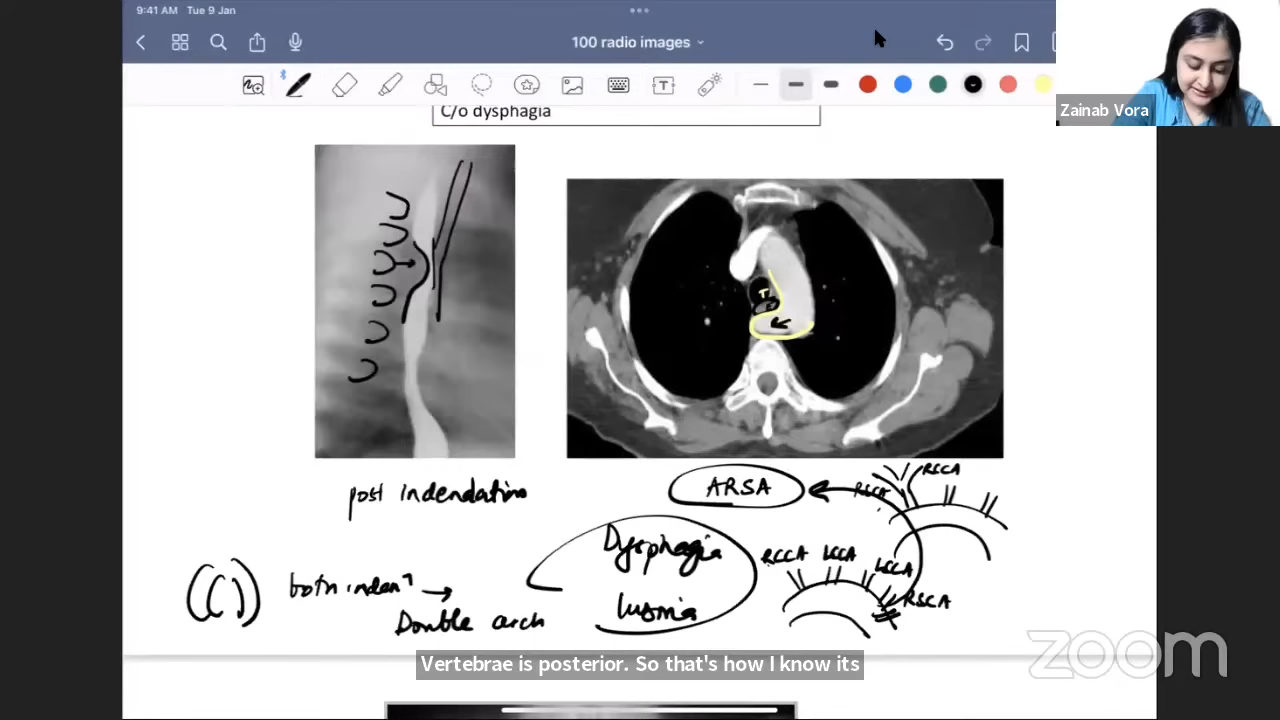 9:41 AM Tue 9 Jan
100 radio images
Zainab Vora
C/o dysphagia
T
E
post indendation
ARSA
RSCA
RCCA
both inden
Double arch
Dysphagia
lusoria
RCCA LCCA LSCA
RSCA
Vertebrae is posterior. So that's how I know its
zoom